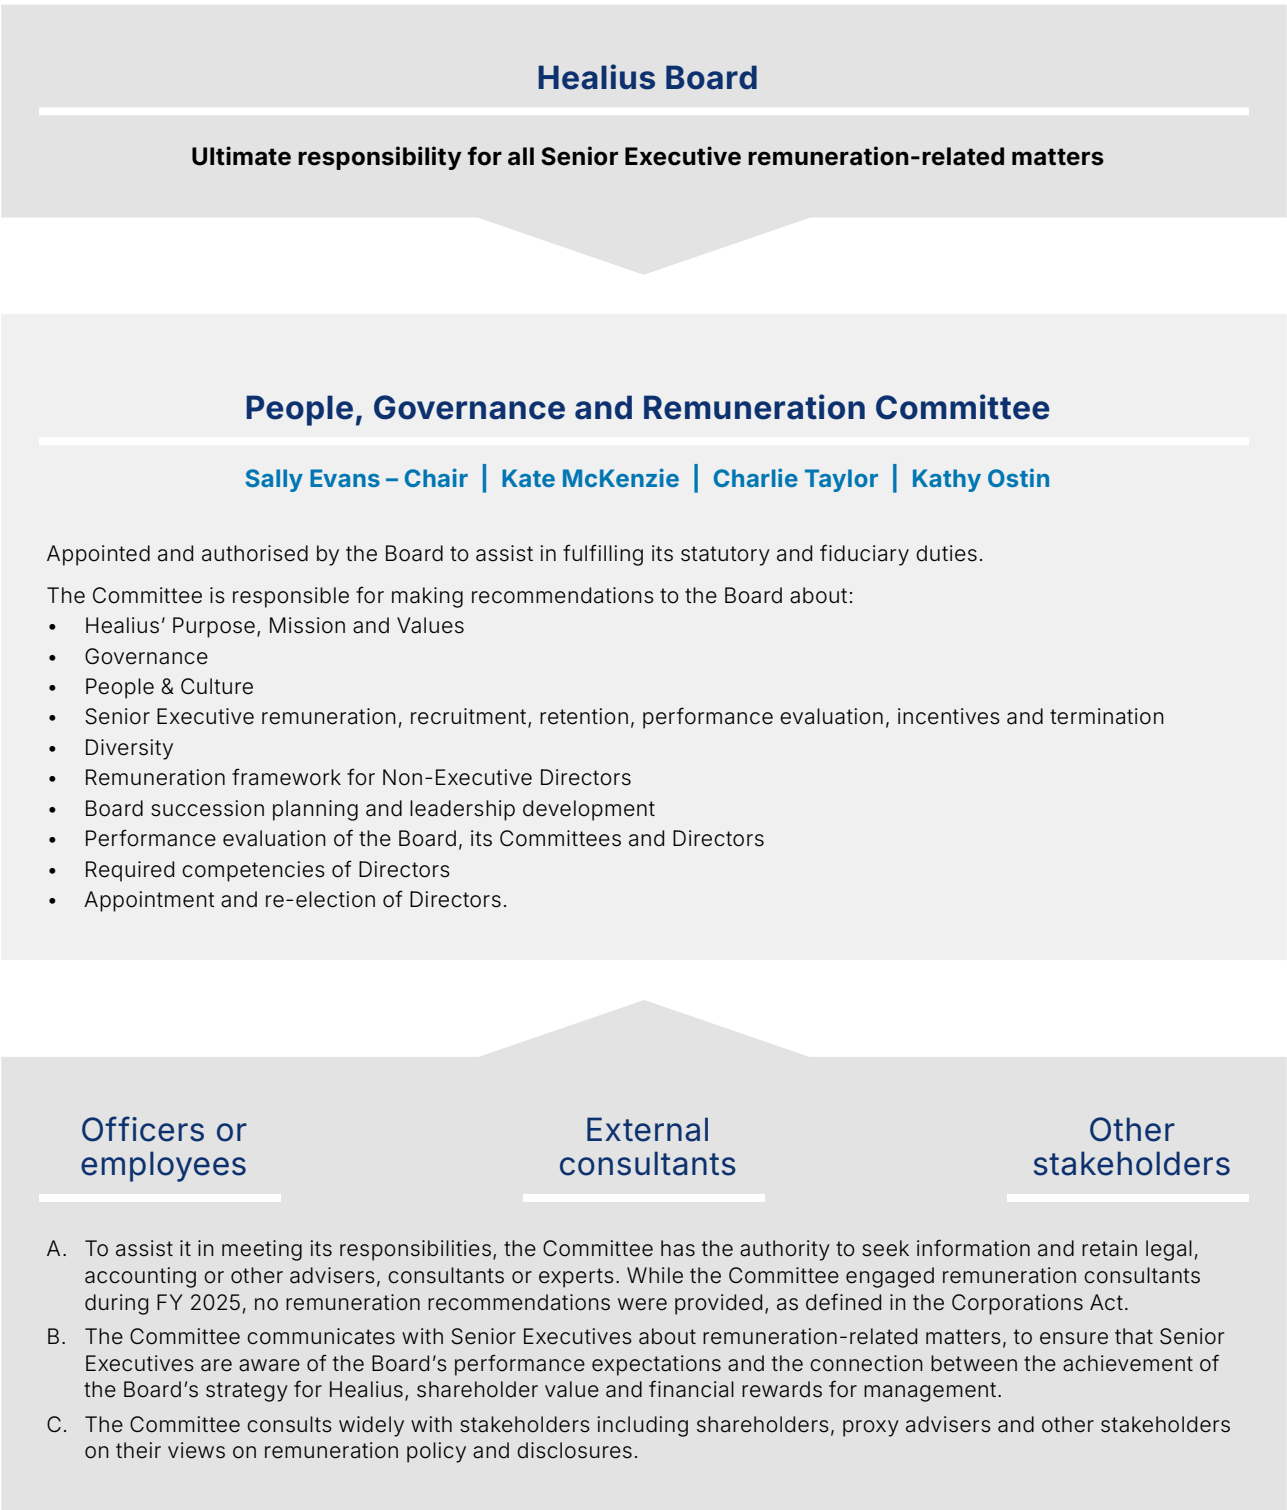 Healius Board
Ultimate responsibility for all Senior Executive remuneration-related matters
People, Governance and Remuneration Committee
Sally Evans – Chair | Kate McKenzie | Charlie Taylor | Kathy Ostin
Appointed and authorised by the Board to assist in fulfilling its statutory and fiduciary duties.
The Committee is responsible for making recommendations to the Board about:
• Healius’ Purpose, Mission and Values
• Governance
• People & Culture
• Senior Executive remuneration, recruitment, retention, performance evaluation, incentives and termination
• Diversity
• Remuneration framework for Non-Executive Directors
• Board succession planning and leadership development
• Performance evaluation of the Board, its Committees and Directors
• Required competencies of Directors
• Appointment and re-election of Directors.
Officers or
employees
External
consultants
Other
stakeholders
A. To assist it in meeting its responsibilities, the Committee has the authority to seek information and retain legal,
accounting or other advisers, consultants or experts. While the Committee engaged remuneration consultants
during FY 2025, no remuneration recommendations were provided, as defined in the Corporations Act.
B. The Committee communicates with Senior Executives about remuneration-related matters, to ensure that Senior
Executives are aware of the Board’s performance expectations and the connection between the achievement of
the Board’s strategy for Healius, shareholder value and financial rewards for management.
C. The Committee consults widely with stakeholders including shareholders, proxy advisers and other stakeholders
on their views on remuneration policy and disclosures.